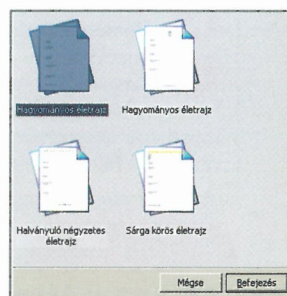 Hagyományos életrajz
Hagyományos életrajz
Halványuló négyzetes
életrajz
Sárga körös életrajz
Mégse
Befejezés